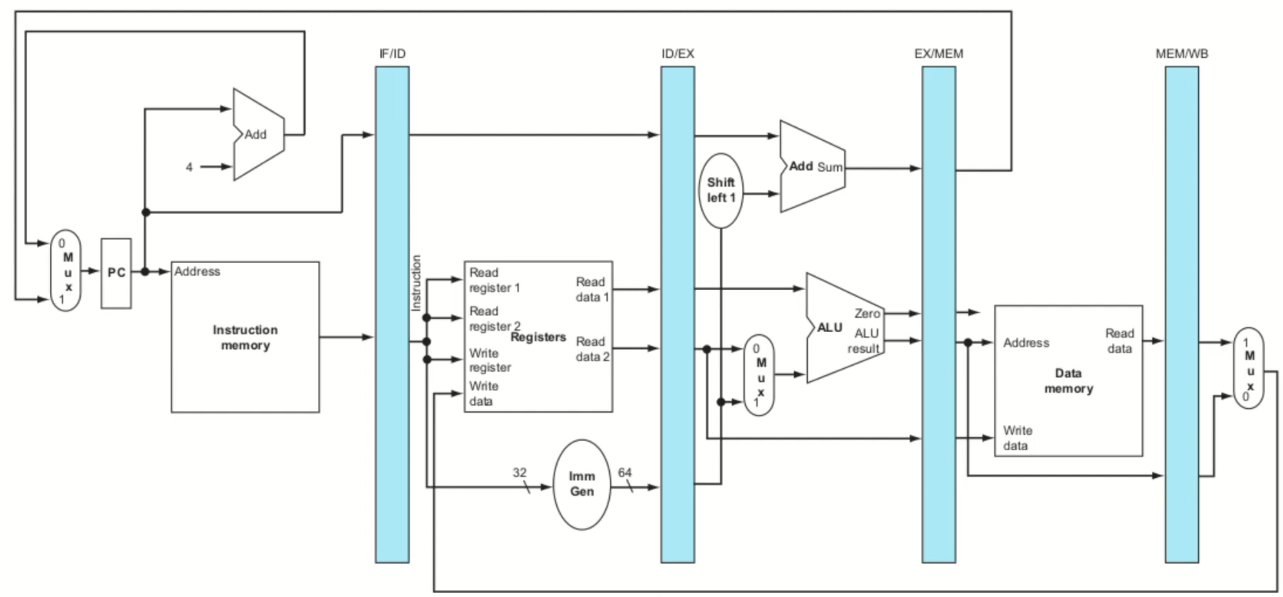 IF/ID
ID/EX
EX/MEM
MEM/WB
Add
4
Add Sum
Shift
left 1
0
M
u
x
1
PC
Address
Instruction
memory
Instruction
Read
register 1
Read
register 2
Registers
Write
register
Write
data
Read
data 1
Read
data 2
32
Imm
Gen
64
0
M
u
x
1
ALU
Zero
ALU
result
Address
Read
data
Data
memory
Write
data
1
M
u
x
0